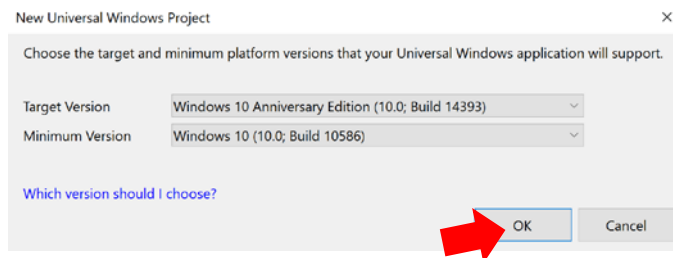 New Universal Windows Project
Choose the target and minimum platform versions that your Universal Windows application will support.
Target Version Windows 10 Anniversary Edition (10.0; Build 14393)
Minimum Version Windows 10 (10.0; Build 10586)
Which version should I choose?
OK Cancel